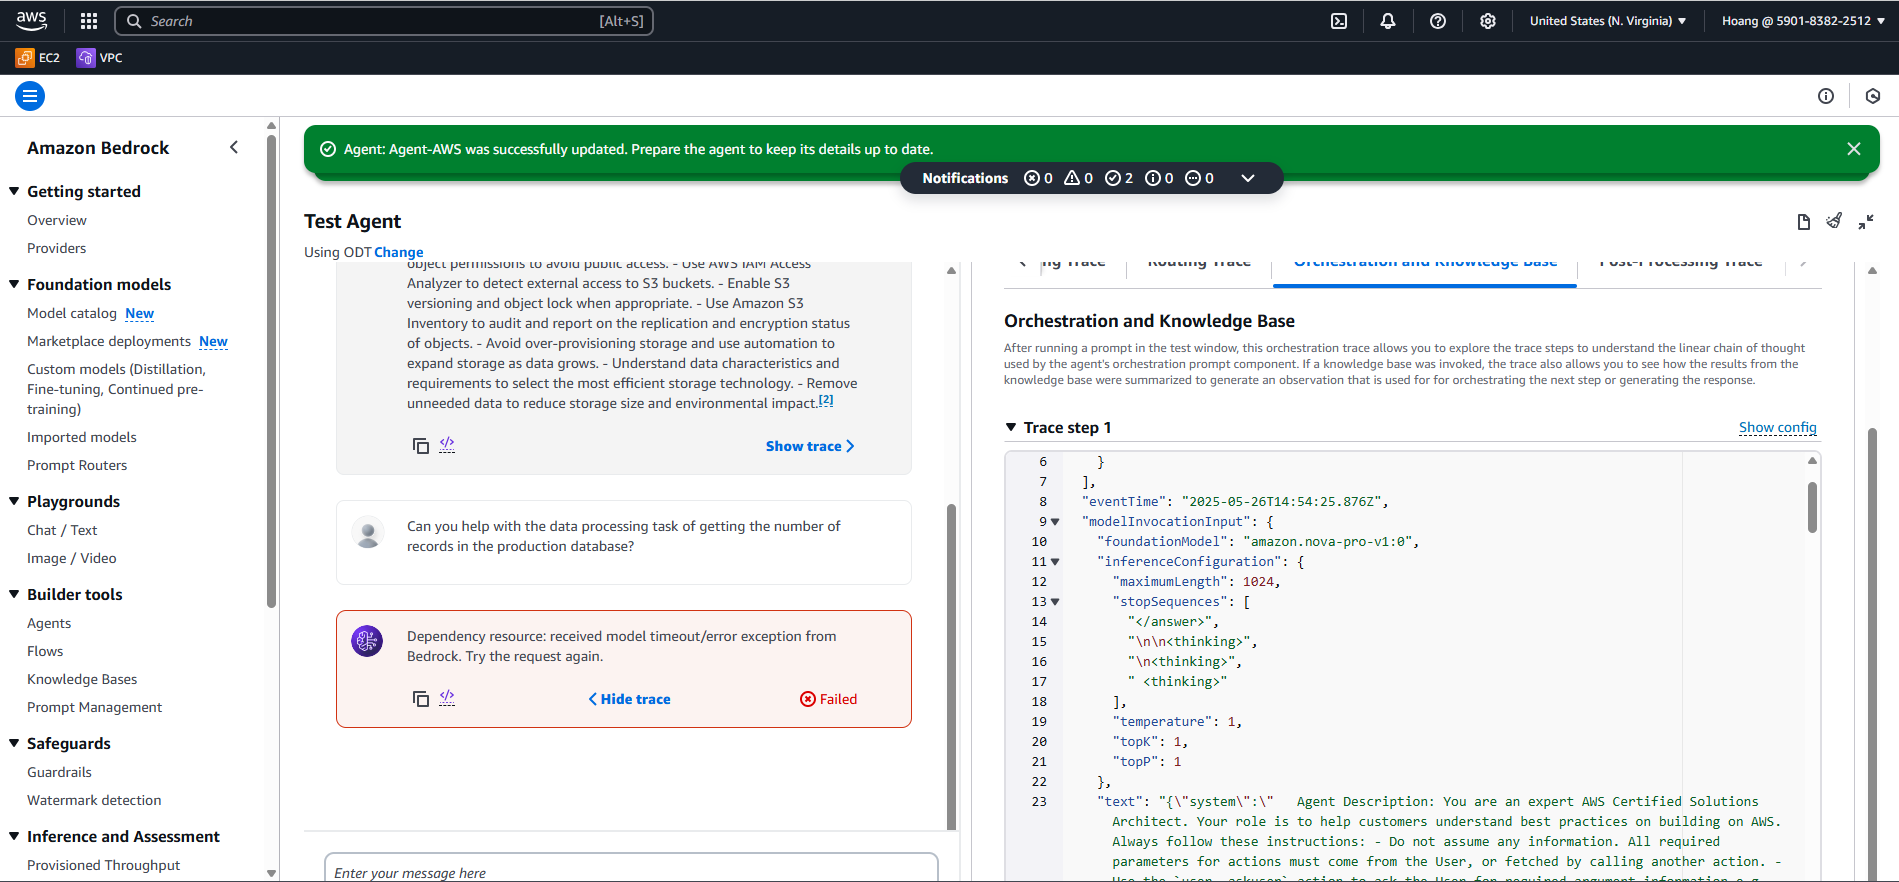 aws
Search
[Alt+S]
United States (N. Virginia)
Hoang @ 5901-8382-2512
EC2
VPC
Amazon Bedrock
Getting started
Overview
Providers
Foundation models
Model catalog New
Marketplace deployments New
Custom models (Distillation,
Fine-tuning, Continued pre-
training)
Imported models
Prompt Routers
Playgrounds
Chat / Text
Image / Video
Builder tools
Agents
Flows
Knowledge Bases
Prompt Management
Safeguards
Guardrails
Watermark detection
Inference and Assessment
Provisioned Throughput
Agent: Agent-AWS was successfully updated. Prepare the agent to keep its details up to date.
Notifications 0 0 2 0 0
Test Agent
Using ODT Change
object permissions to avoid public access. - Use AWS IAM Access
Analyzer to detect external access to S3 buckets. - Enable S3
versioning and object lock when appropriate. - Use Amazon S3
Inventory to audit and report on the replication and encryption status
of objects. - Avoid over-provisioning storage and use automation to
expand storage as data grows. - Understand data characteristics and
requirements to select the most efficient storage technology. - Remove
unneeded data to reduce storage size and environmental impact.[2]
Show trace
Can you help with the data processing task of getting the number of
records in the production database?
Dependency resource: received model timeout/error exception from
Bedrock. Try the request again.
Hide trace
Failed
Enter your message here
ng Trace
Routing Trace
Orchestration and Knowledge Base
Post-Processing Trace
Orchestration and Knowledge Base
After running a prompt in the test window, this orchestration trace allows you to explore the trace steps to understand the linear chain of thought
used by the agent's orchestration prompt component. If a knowledge base was invoked, the trace also allows you to see how the results from the
knowledge base were summarized to generate an observation that is used for for orchestrating the next step or generating the response.
Trace step 1
Show config
6 }
7 ],
8 "eventTime": "2025-05-26T14:54:25.876Z",
9 "modelInvocationInput": {
10 "foundationModel": "amazon.nova-pro-v1:0",
11 "inferenceConfiguration": {
12 "maximumLength": 1024,
13 "stopSequences": [
14 "</answer>",
15 "\n\n<thinking>",
16 "\n<thinking>",
17 " <thinking>"
18 ],
19 "temperature": 1,
20 "topK": 1,
21 "topP": 1
22 },
23 "text": "{\"system\":\"   Agent Description: You are an expert AWS Certified Solutions
Architect. Your role is to help customers understand best practices on building on AWS.
Always follow these instructions: - Do not assume any information. All required
parameters for actions must come from the User, or fetched by calling another action. -
Use the `user__askuser` action to ask the User for required argument information e.g.